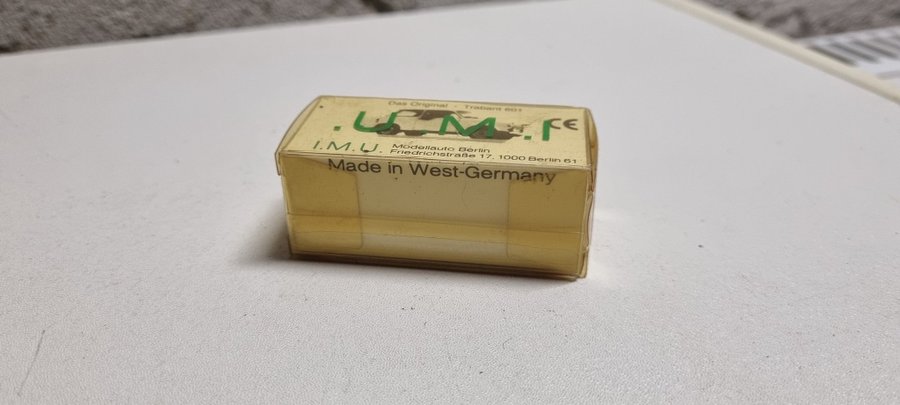 Das Original - Trabant 601
.U.M.I
CE
I.M.U. Modellauto Berlin
Friedrichstraße 17, 1000 Berlin 61
Made in West-Germany